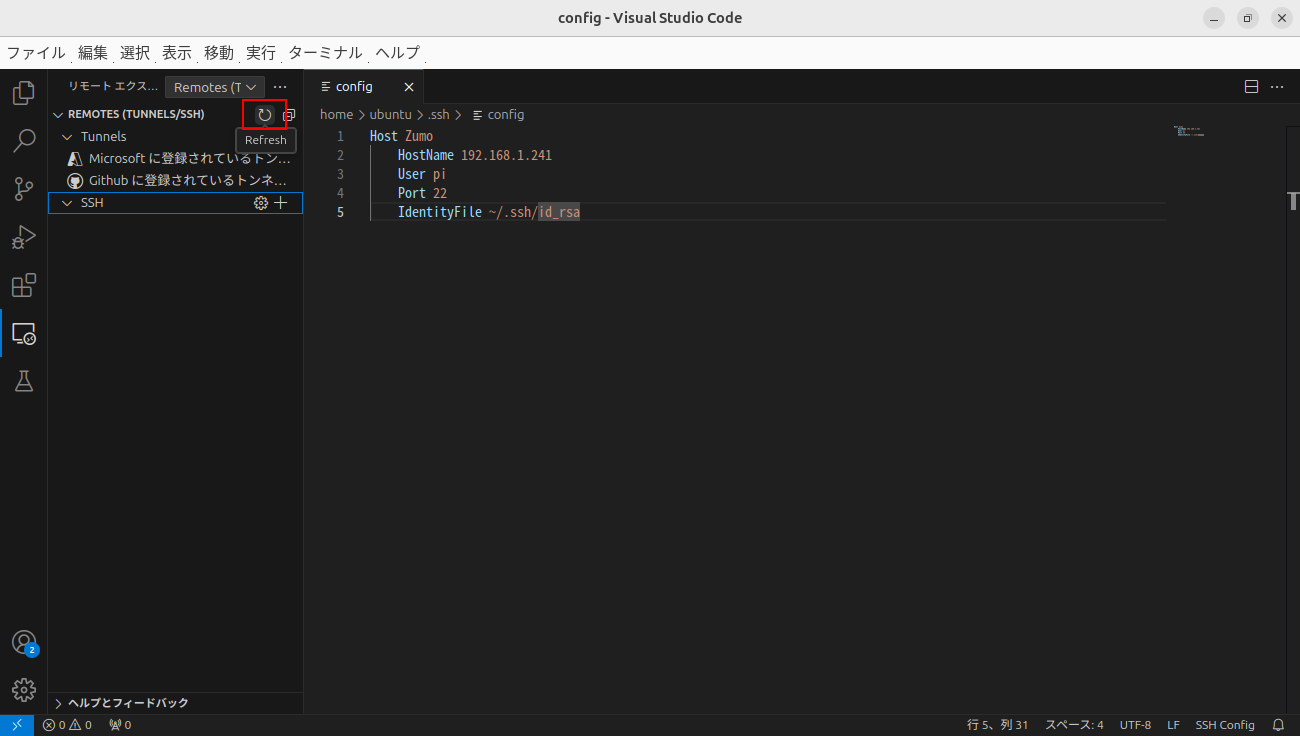 config - Visual Studio Code
ファイル 編集 選択 表示 移動 実行 ターミナル ヘルプ
リモート エクス… Remotes (T
config
REMOTES (TUNNELS/SSH)
Refresh
Tunnels
Microsoft に登録されているトン…
Github に登録されているトンネ…
SSH
home > ubuntu > .ssh > config
1 Host Zumo
2 HostName 192.168.1.241
3 User pi
4 Port 22
5 IdentityFile ~/.ssh/id_rsa
2
ヘルプとフィードバック
0 0 0 行 5、列 31 スペース: 4 UTF-8 LF SSH Config